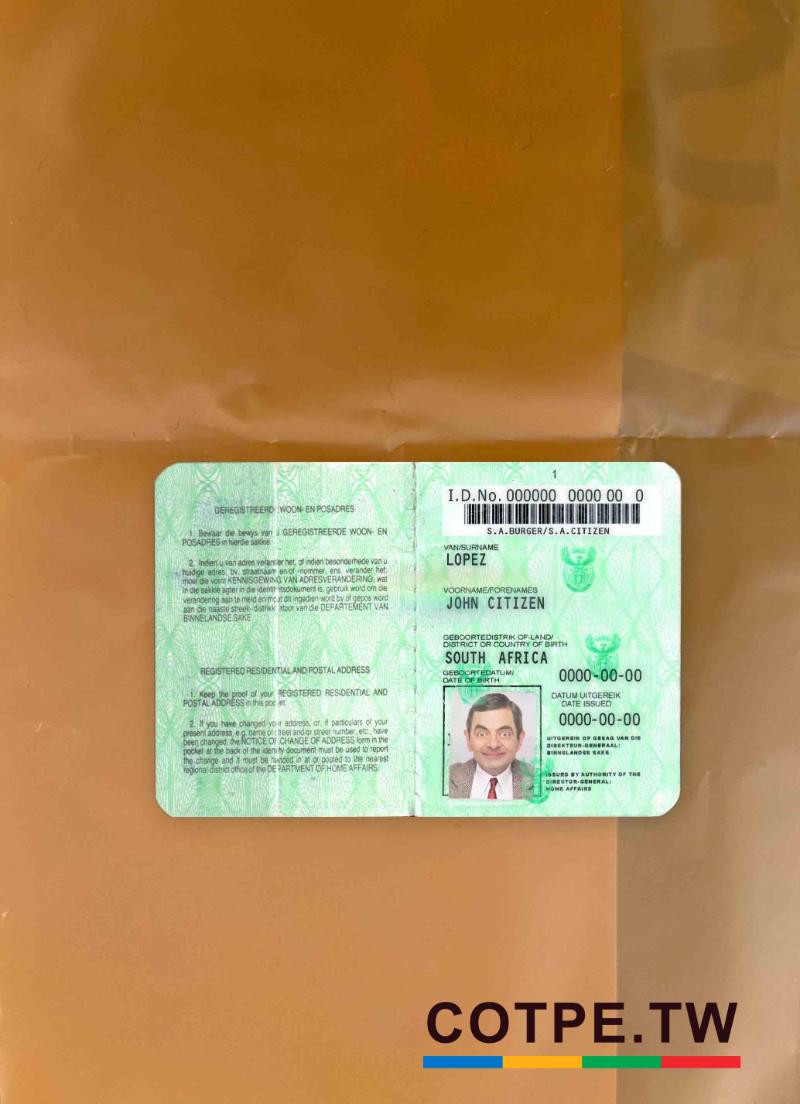 GEREGISTREERDE WOON- EN POSADRES
1. Bewaar die bewys van u GEREGISTREERDE WOON- EN
POSADRES in hierdie sakkie.
2. Indien u van adres verander het, of indien besonderhede van u
huidige adres, bv. straatnaam en/of -nommer, ens. verander het,
moet die vorm KENNISGEWING VAN ADRESVERANDERING, wat
in die sakkie agter in die identiteitsdokument is, gebruik word om die
verandering aan te meld en moet dit ingedien word by of gepos word
aan die naaste streek-/distrikkantoor van die DEPARTEMENT VAN
BINNELANDSE SAKE
REGISTERED RESIDENTIAL AND POSTAL ADDRESS
1. Keep the proof of your REGISTERED RESIDENTIAL AND
POSTAL ADDRESS in this pocket.
2. If you have changed your address, or, if particulars of your
present address, e.g. name of street and/or street number, etc., have
been changed, the NOTICE OF CHANGE OF ADDRESS form in the
pocket at the back of the identity document must be used to report
the change and it must be handed in at or posted to the nearest
regional/district office of the DEPARTMENT OF HOME AFFAIRS.
1
I.D.No. 000000 0000 00 0
S.A.BURGER/S.A.CITIZEN
VAN/SURNAME
LOPEZ
VOORNAME/FORENAMES
JOHN CITIZEN
GEBOORTEDISTRIK OF-LAND/
DISTRICT OR COUNTRY OF BIRTH
SOUTH AFRICA
GEBOORTEDATUM/
DATE OF BIRTH
0000-00-00
DATUM UITGEREIK
DATE ISSUED
0000-00-00
UITGEREIK OP GESAG VAN DIE
DIREKTEUR-GENERAAL:
BINNELANDSE SAKE
ISSUED BY AUTHORITY OF THE
DIRECTOR-GENERAL:
HOME AFFAIRS
COTPE.TW